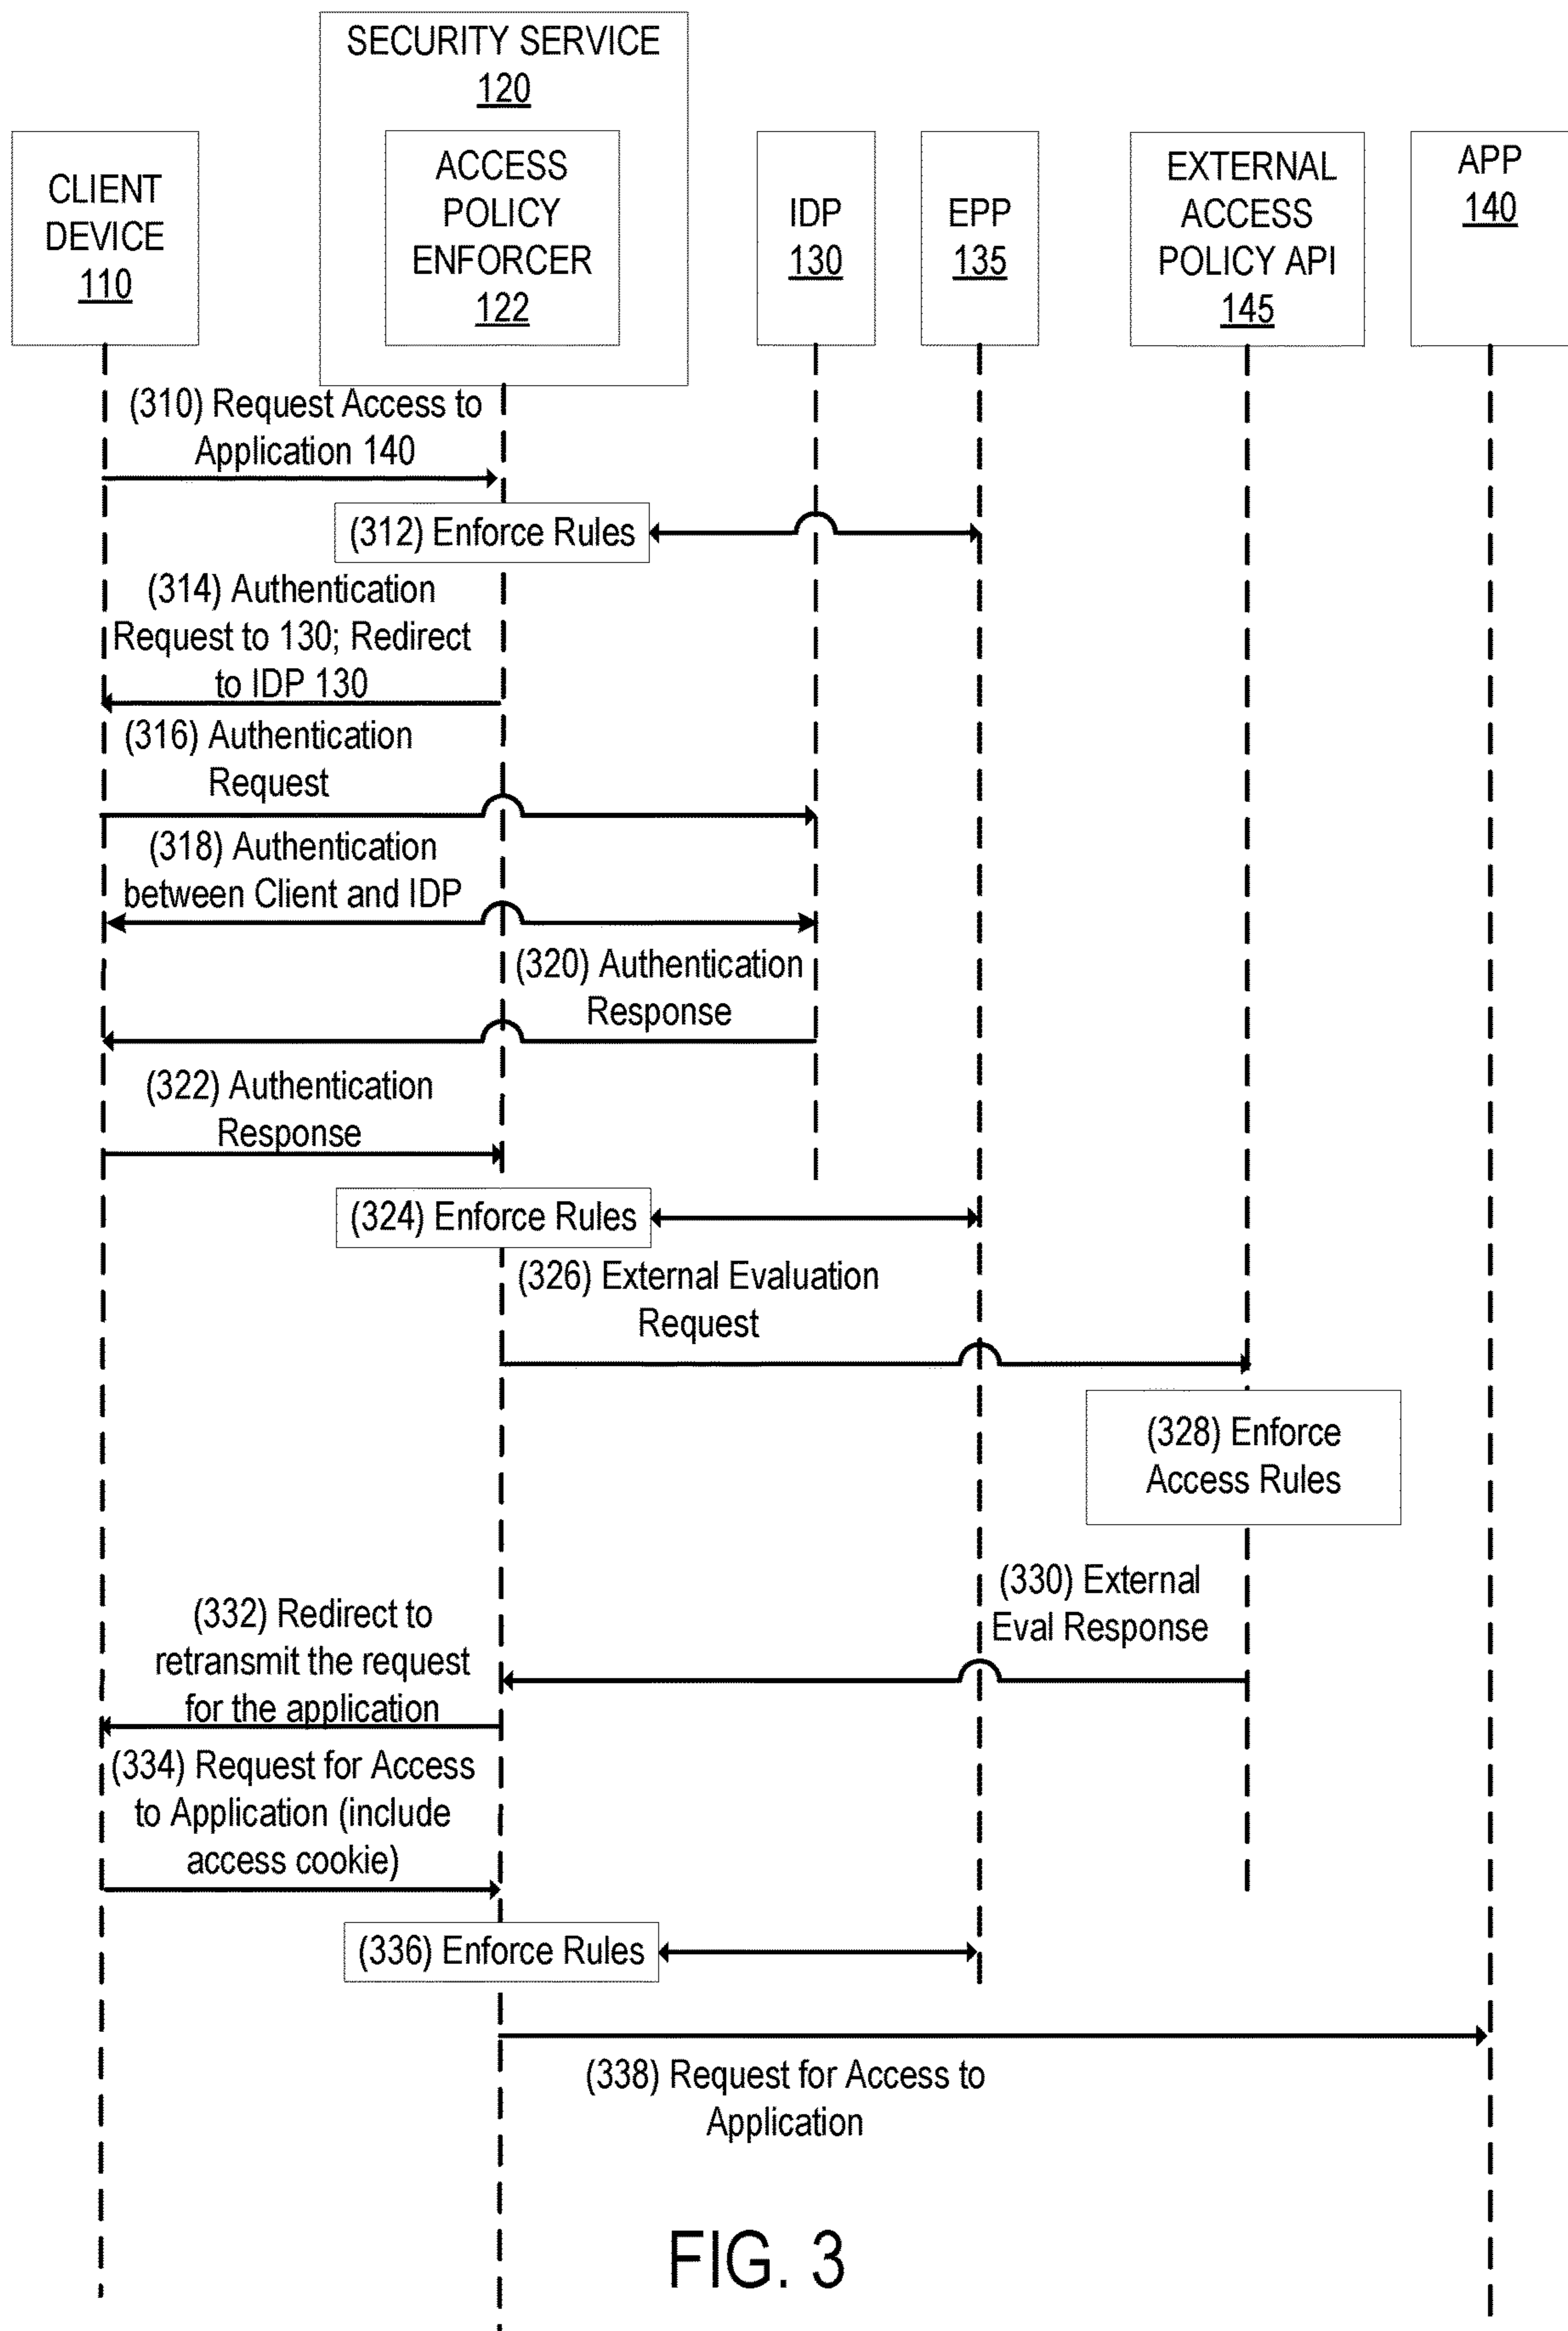 SECURITY SERVICE
120
CLIENT
DEVICE
110
ACCESS
POLICY
ENFORCER
122
IDP
130
EPP
135
EXTERNAL
ACCESS
POLICY API
145
APP
140
(310) Request Access to
Application 140
(312) Enforce Rules
(314) Authentication
Request to 130; Redirect
to IDP 130
(316) Authentication
Request
(318) Authentication
between Client and IDP
(320) Authentication
Response
(322) Authentication
Response
(324) Enforce Rules
(326) External Evaluation
Request
(328) Enforce
Access Rules
(330) External
Eval Response
(332) Redirect to
retransmit the request
for the application
(334) Request for Access
to Application (include
access cookie)
(336) Enforce Rules
(338) Request for Access to
Application
FIG. 3